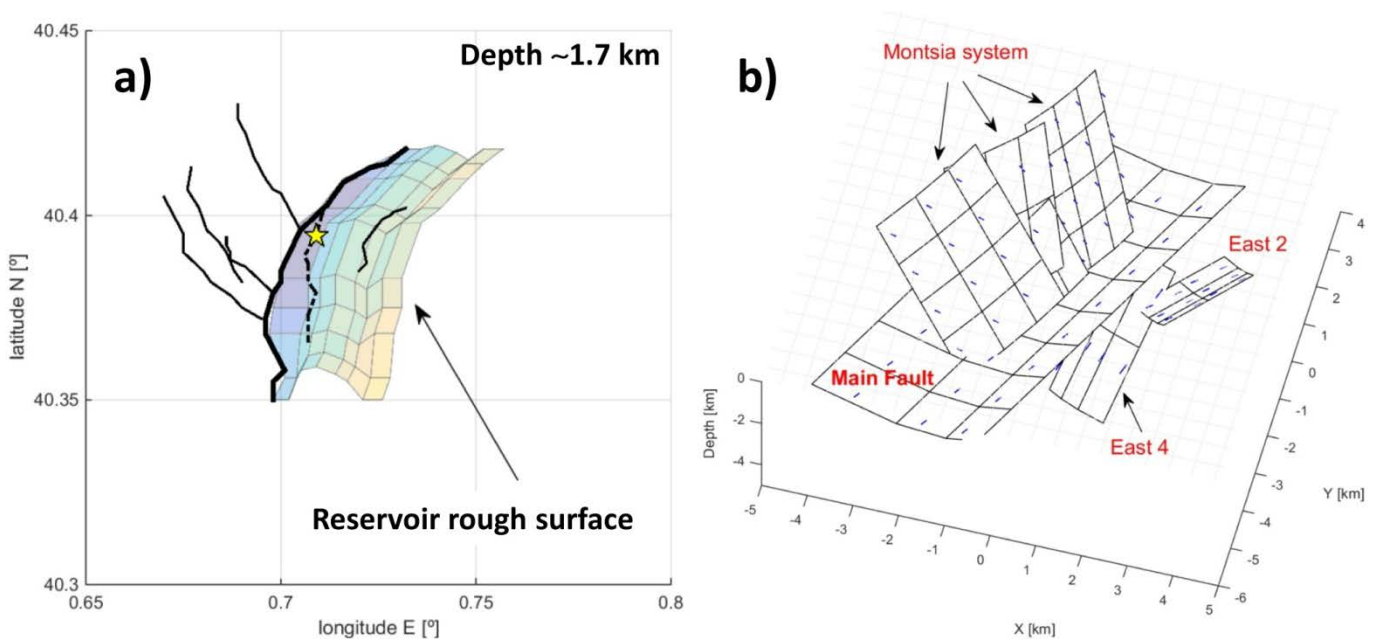 a)
Depth ~1.7 km
40.45
40.4
40.35
40.3
latitude N [º]
0.65
0.7
0.75
0.8
longitude E [º]
Reservoir rough surface
b)
Montsia system
East 2
Main Fault
East 4
0
-2
-4
Depth [km]
-5
-4
-3
-2
-1
0
1
2
3
4
5
X [km]
4
3
2
1
0
-1
-2
-3
-4
-5
-6
Y [km]